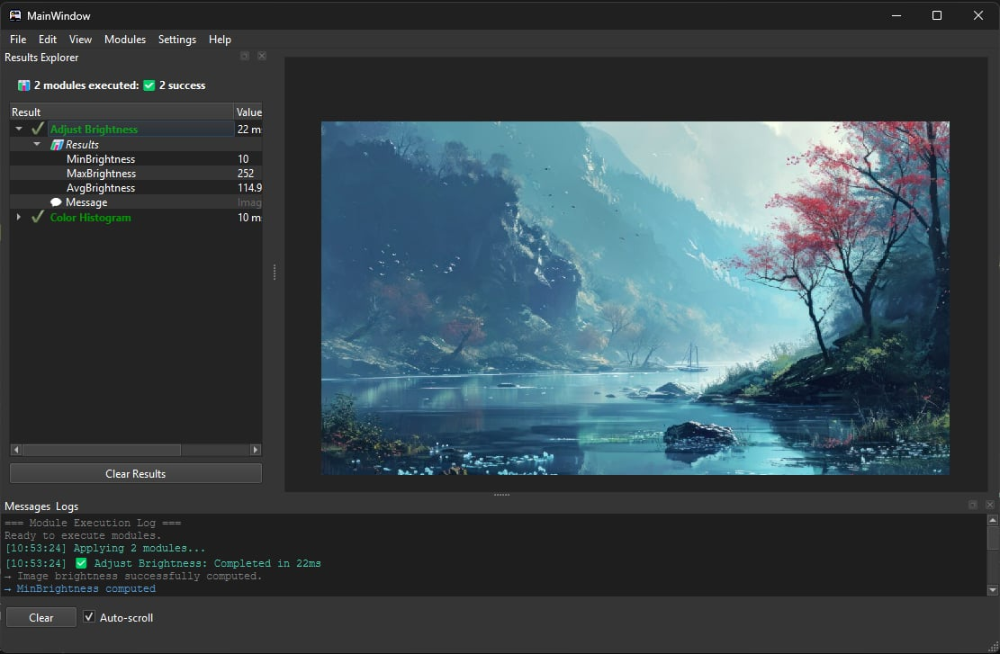 MainWindow
File Edit View Modules Settings Help
Results Explorer
2 modules executed: 2 success
Result Value
Adjust Brightness 22 m
Results
MinBrightness 10
MaxBrightness 252
AvgBrightness 114.9
Message Imag
Color Histogram 10 m
Clear Results
Messages Logs
=== Module Execution Log ===
Ready to execute modules.
[10:53:24] Applying 2 modules...
[10:53:24] ✅ Adjust Brightness: Completed in 22ms
→ Image brightness successfully computed.
→ MinBrightness computed
Clear Auto-scroll